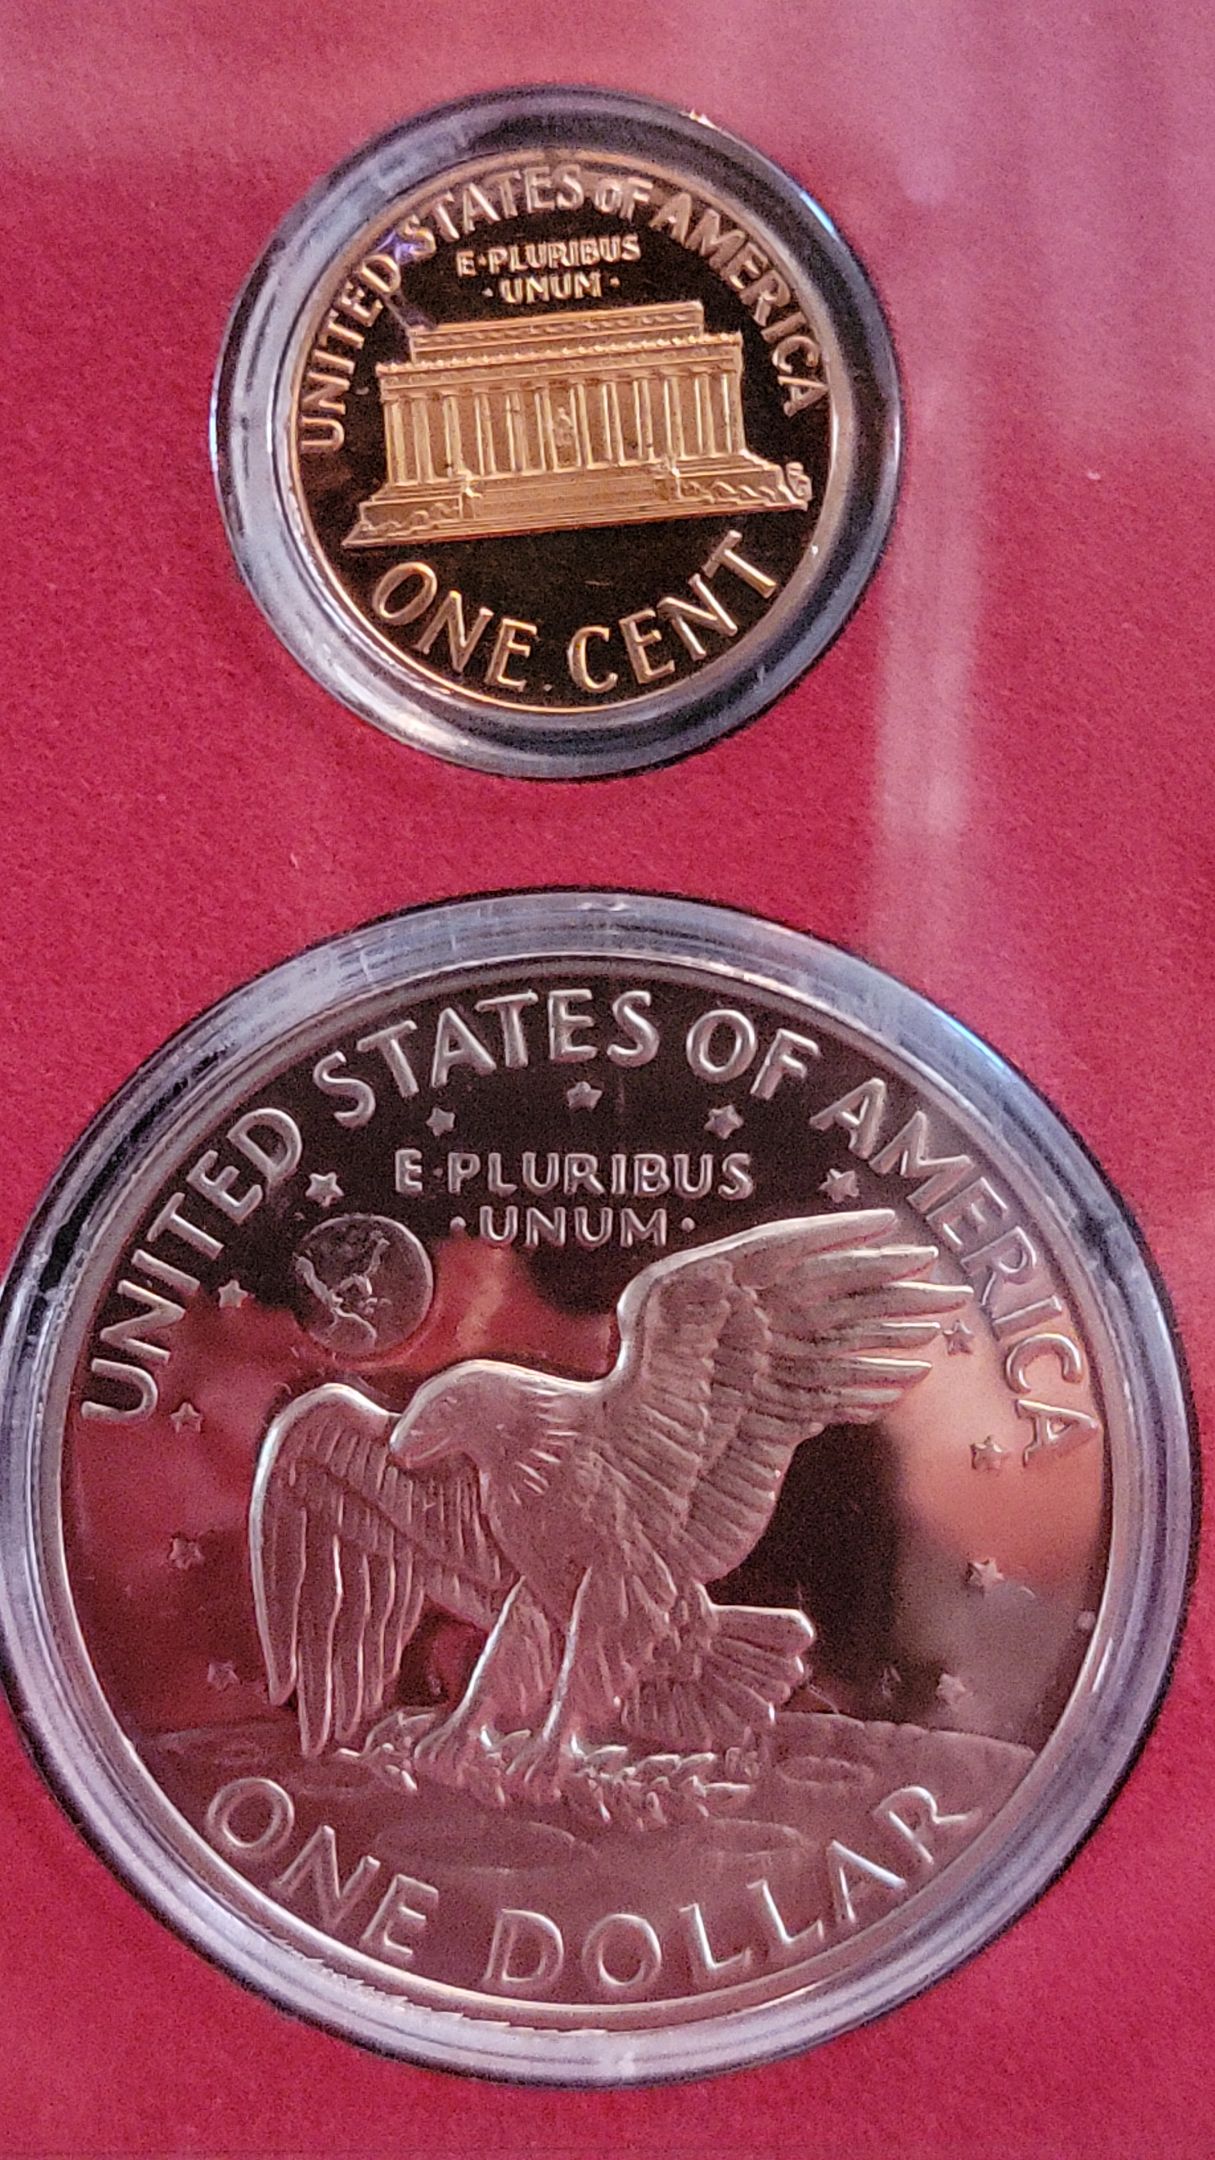 UNITED STATES OF AMERICA
E·PLURIBUS
·UNUM·
ONE CENT
UNITED STATES OF AMERICA
E·PLURIBUS
·UNUM·
ONE DOLLAR